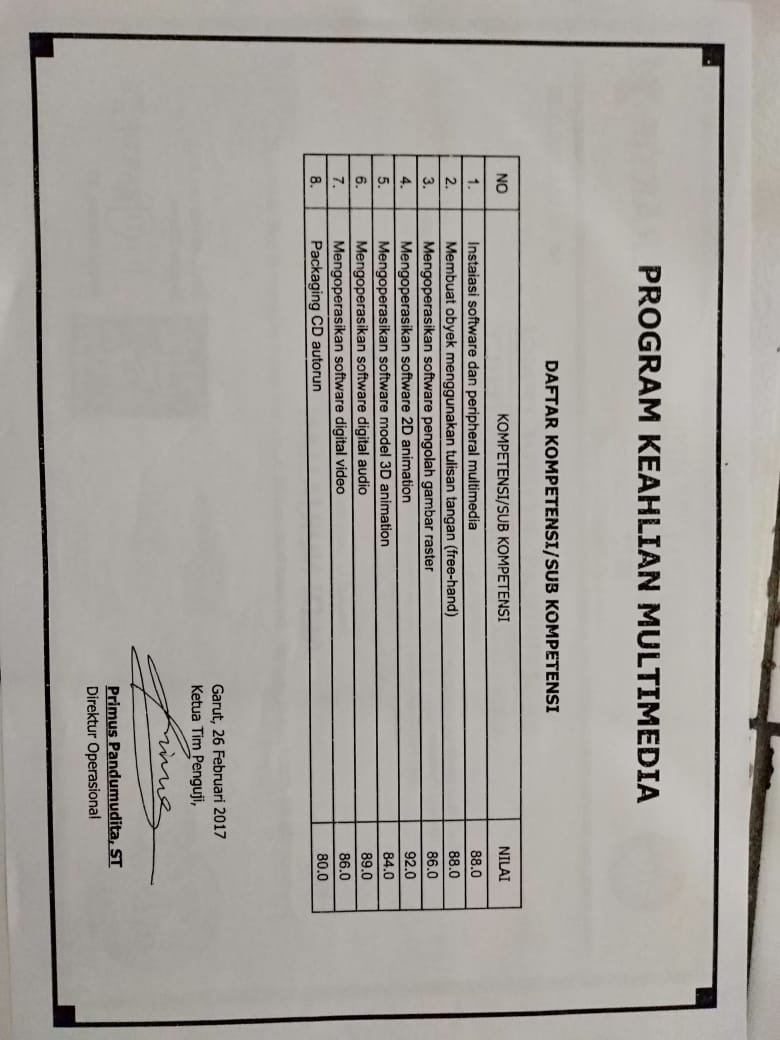 PROGRAM KEAHLIAN MULTIMEDIA
DAFTAR KOMPETENSI/SUB KOMPETENSI
NO KOMPETENSI/SUB KOMPETENSI NILAI
1. Instalasi software dan peripheral multimedia 88.0
2. Membuat obyek menggunakan tulisan tangan (free-hand) 88.0
3. Mengoperasikan software pengolah gambar raster 86.0
4. Mengoperasikan software 2D animation 92.0
5. Mengoperasikan software model 3D animation 84.0
6. Mengoperasikan software digital audio 89.0
7. Mengoperasikan software digital video 86.0
8. Packaging CD autorun 80.0
Garut, 26 Februari 2017
Ketua Tim Penguji,
Primus Pandumudita, ST
Direktur Operasional